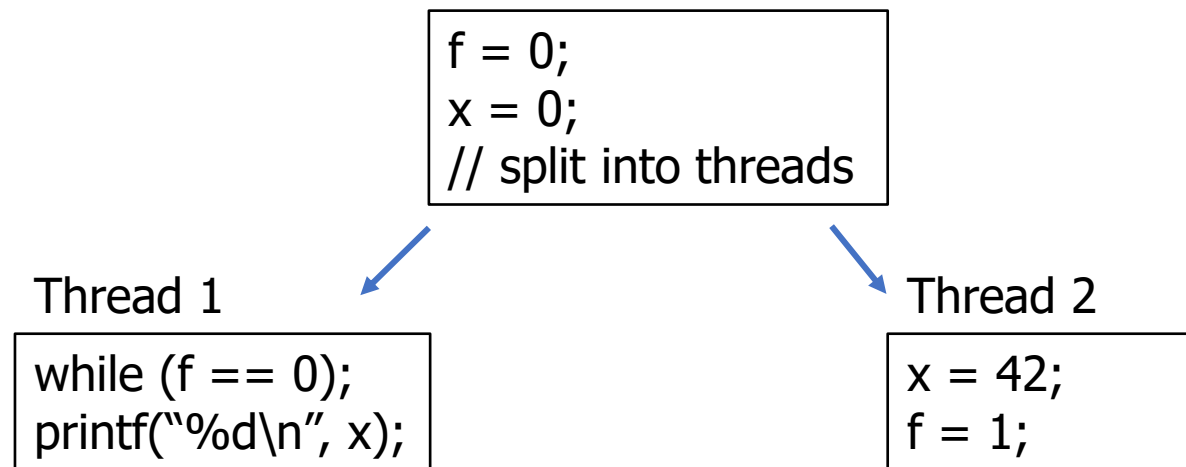 f = 0;
x = 0;
// split into threads
Thread 1
while (f == 0);
printf(“%d\n”, x);
Thread 2
x = 42;
f = 1;